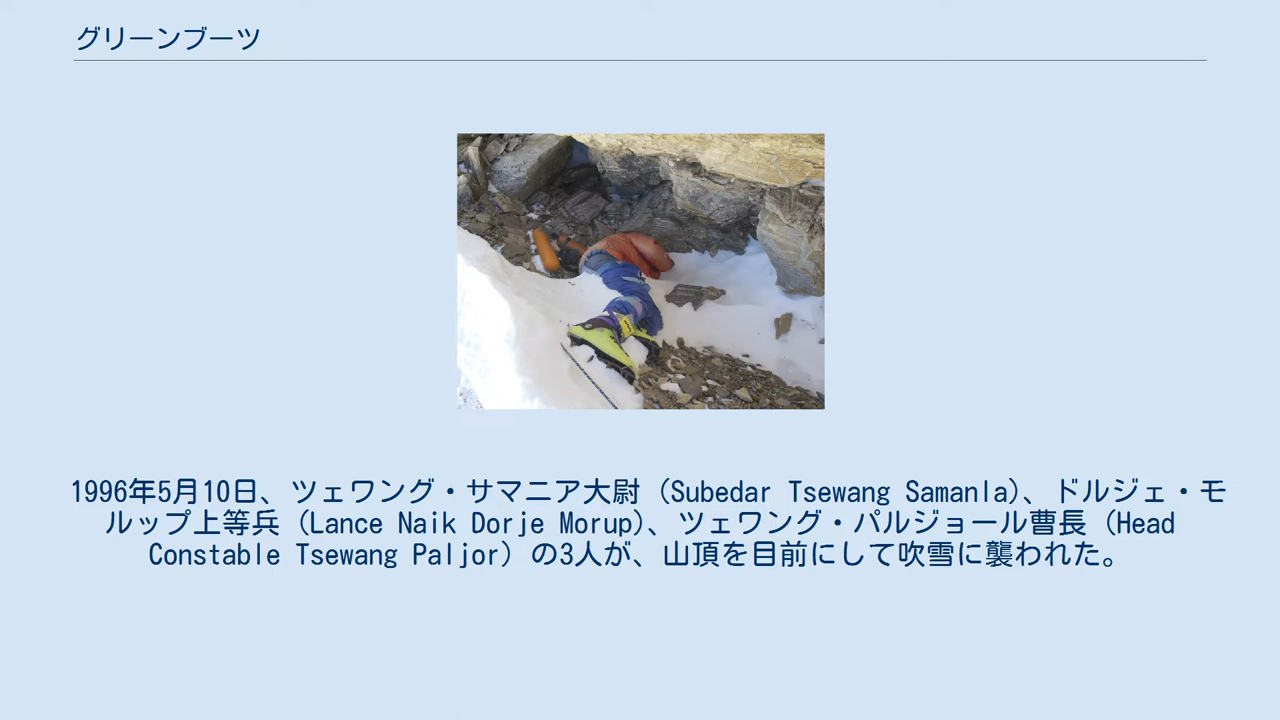 グリーンブーツ
1996年5月10日、ツェワング・サマニア大尉（Subedar Tsewang Samanla）、ドルジェ・モ
ルップ上等兵（Lance Naik Dorje Morup）、ツェワング・パルジョール曹長（Head
Constable Tsewang Paljor）の3人が、山頂を目前にして吹雪に襲われた。